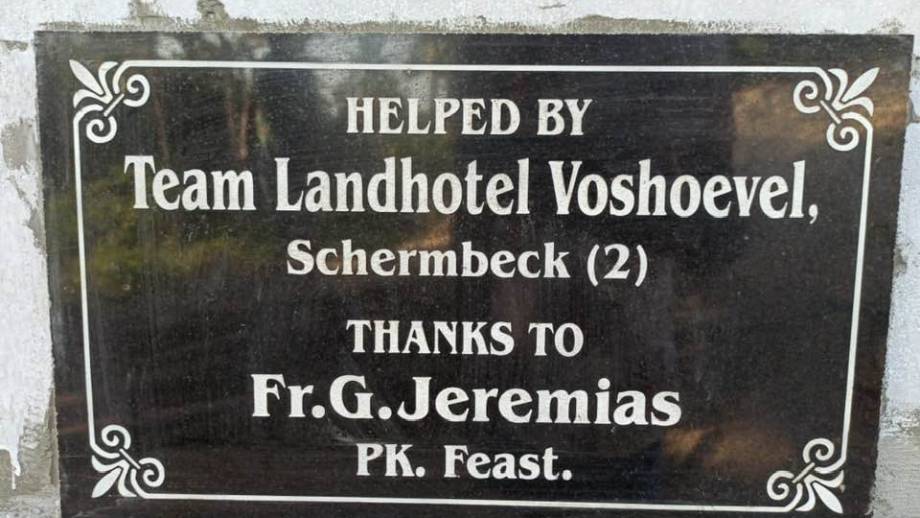 HELPED BY
Team Landhotel Voshoevel,
Schermbeck (2)
THANKS TO
Fr.G.Jeremias
PK. Feast.